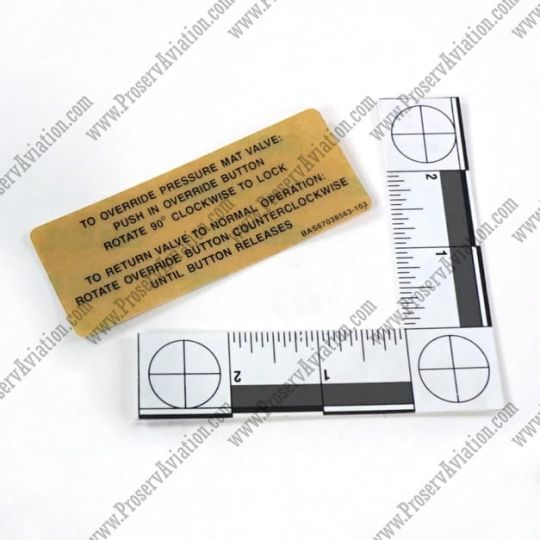 TO OVERRIDE PRESSURE MAT VALVE:
PUSH IN OVERRIDE BUTTON
ROTATE 90° CLOCKWISE TO LOCK
TO RETURN VALVE TO NORMAL OPERATION:
ROTATE OVERRIDE BUTTON COUNTERCLOCKWISE
UNTIL BUTTON RELEASES
BAS67038563-103
2
1
2
1
www.ProservAviation.com